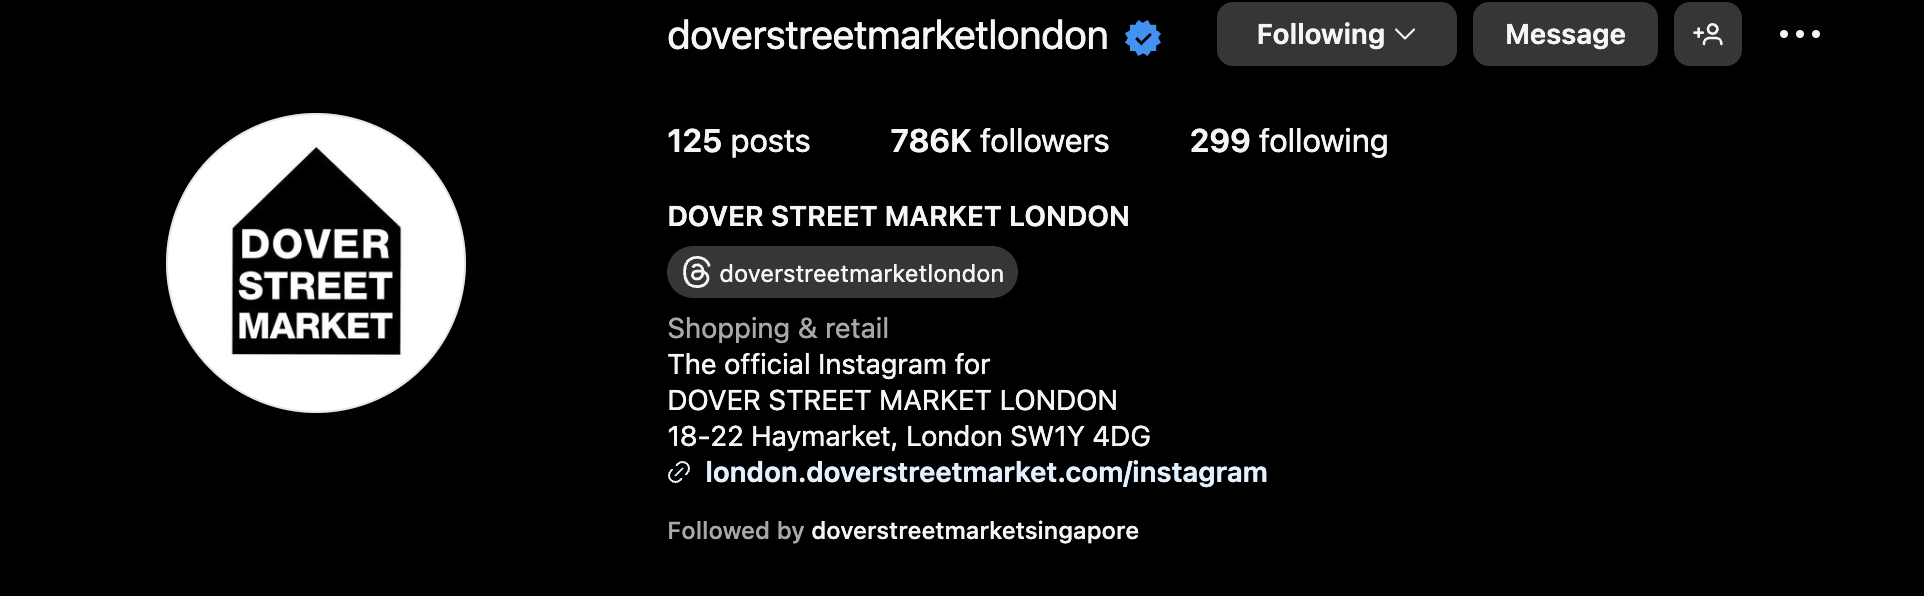 doverstreetmarketlondon
Following
Message
125 posts
786K followers
299 following
DOVER
STREET
MARKET
DOVER STREET MARKET LONDON
doverstreetmarketlondon
Shopping & retail
The official Instagram for
DOVER STREET MARKET LONDON
18-22 Haymarket, London SW1Y 4DG
london.doverstreetmarket.com/instagram
Followed by doverstreetmarketsingapore